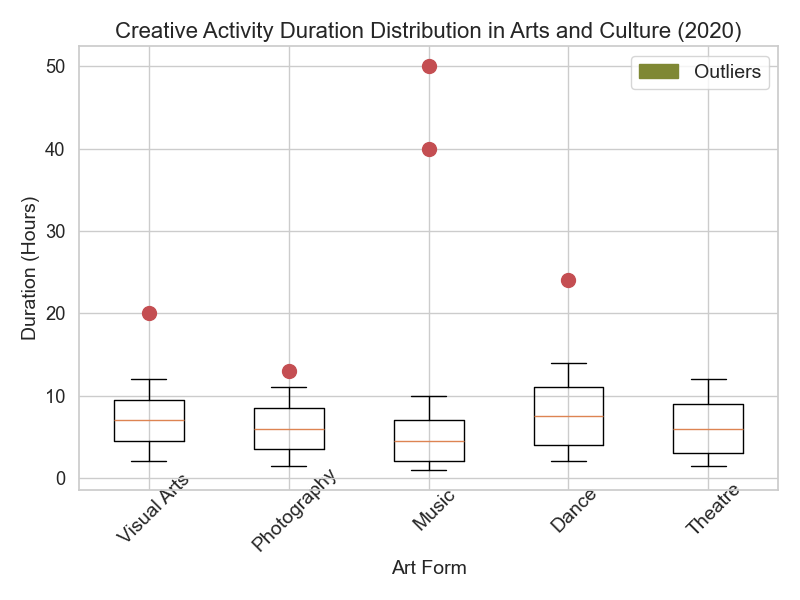 Creative Activity Duration Distribution in Arts and Culture (2020)
Outliers
Duration (Hours)
50
40
30
20
10
0
Visual Arts
Photography
Music
Dance
Theatre
Art Form